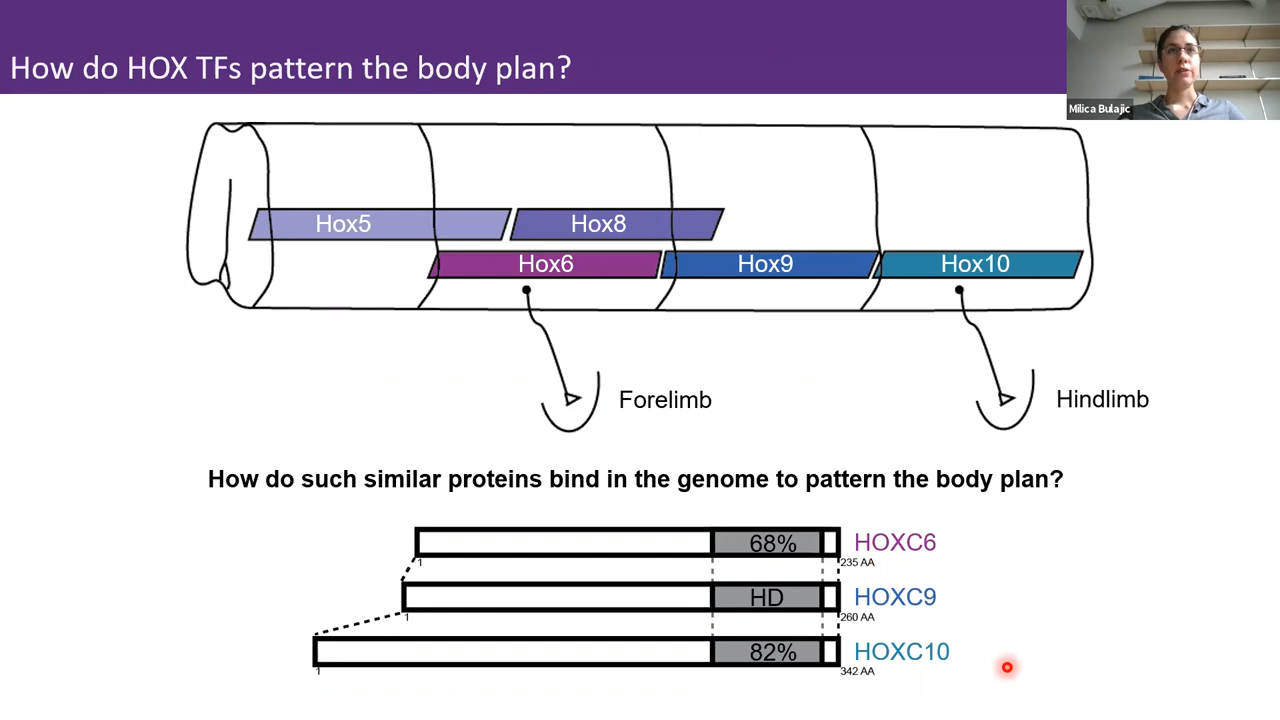 How do HOX TFs pattern the body plan?
Milica Bulajic
Hox5
Hox8
Hox6
Hox9
Hox10
Forelimb
Hindlimb
How do such similar proteins bind in the genome to pattern the body plan?
68%
HOXC6
1
235 AA
HD
HOXC9
1
260 AA
82%
HOXC10
1
342 AA